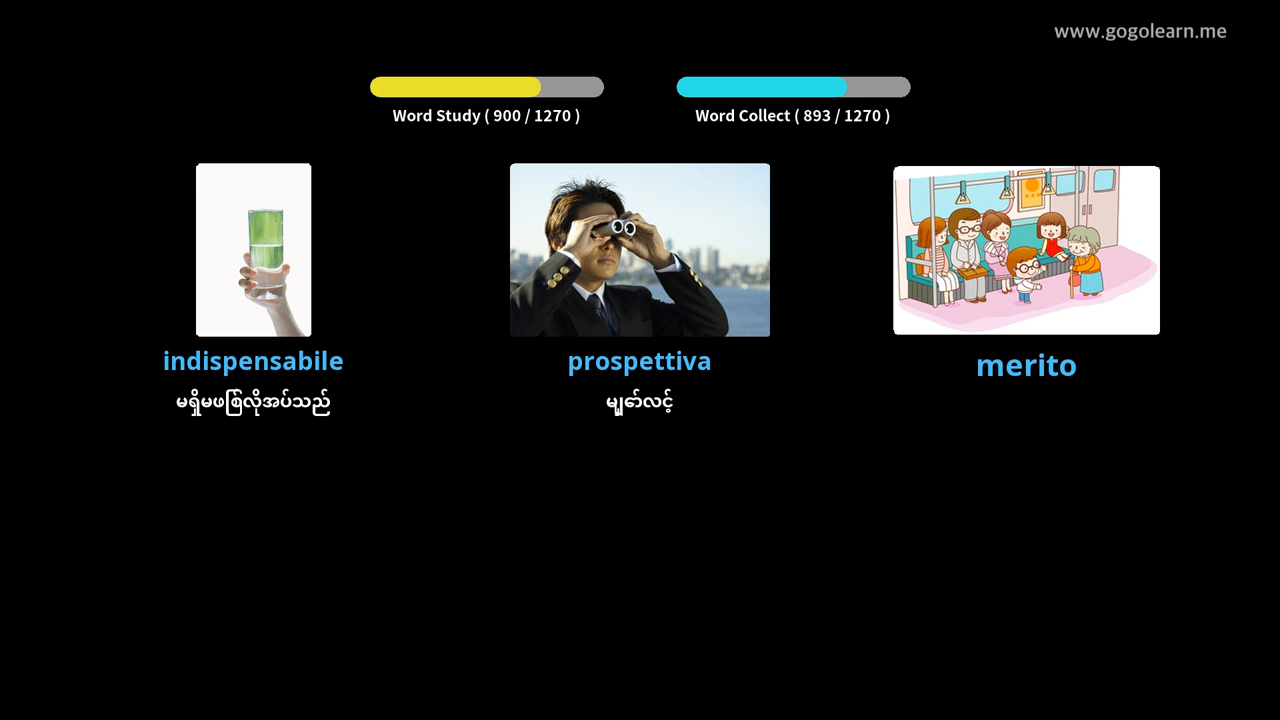 www.gogolearn.me
Word Study ( 900 / 1270 )
Word Collect ( 893 / 1270 )
indispensabile
prospettiva
merito
မရှိမဖြစ်လိုအပ်သည်
မျှော်လင့်